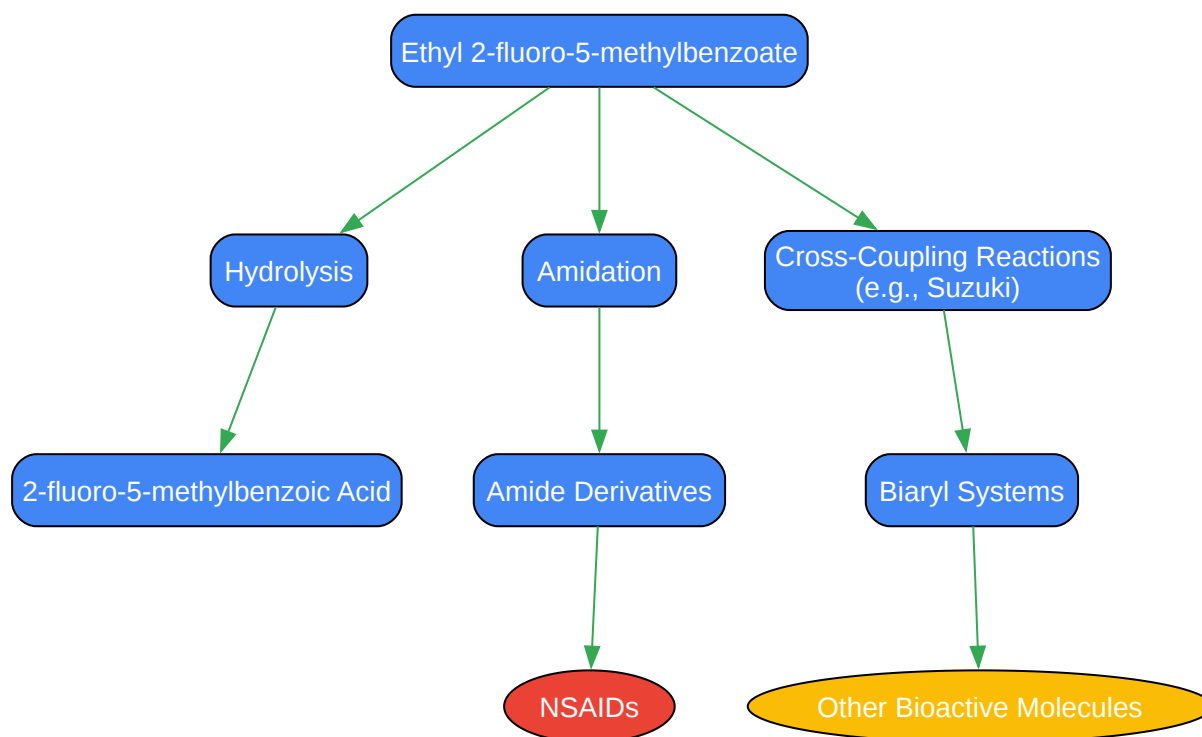 Ethyl 2-fluoro-5-methylbenzoate
Hydrolysis
Amidation
Cross-Coupling Reactions
(e.g., Suzuki)
2-fluoro-5-methylbenzoic Acid
Amide Derivatives
Biaryl Systems
NSAIDs
Other Bioactive Molecules